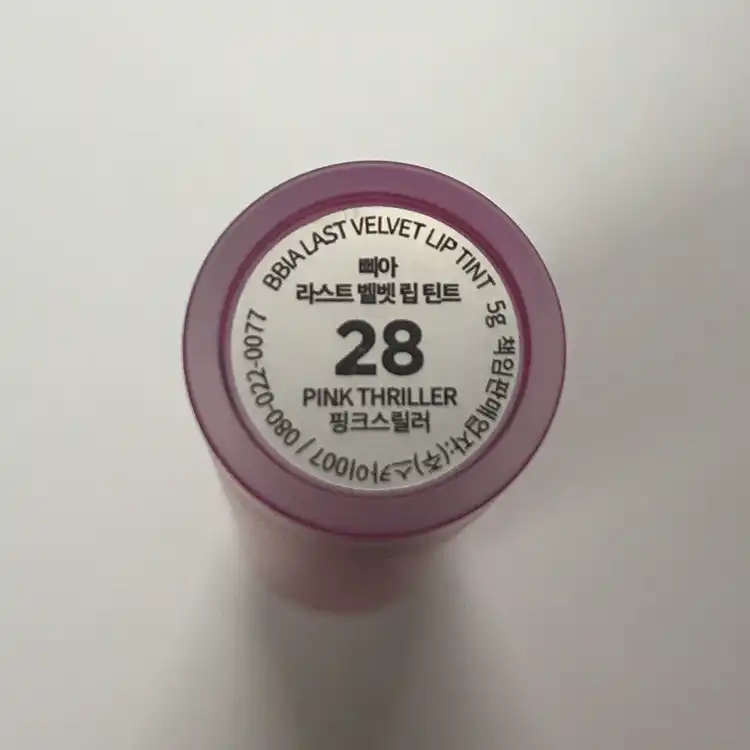 BBIA LAST VELVET LIP TINT 5g 책임판매업자:(주)스카이007 / 080-022-0077
삐아
라스트 벨벳 립 틴트
28
PINK THRILLER
핑크스릴러